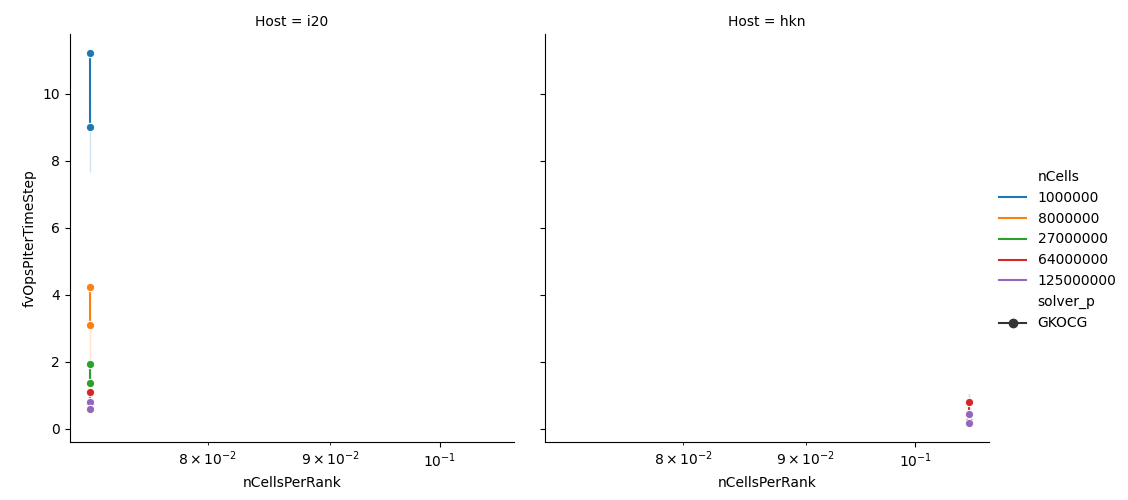 Host = i20
Host = hkn
fvOpsPIterTimeStep
10
8
6
4
2
0
8 × 10⁻²
9 × 10⁻²
10⁻¹
8 × 10⁻²
9 × 10⁻²
10⁻¹
nCellsPerRank
nCellsPerRank
nCells
1000000
8000000
27000000
64000000
125000000
solver_p
GKOCG